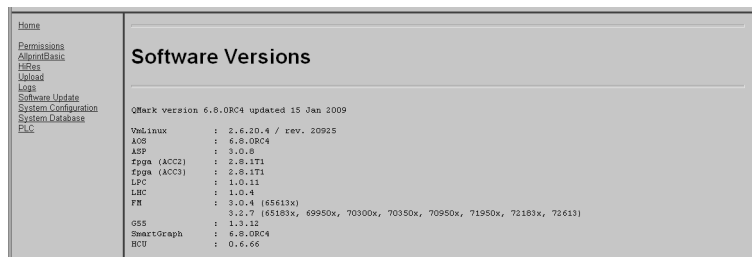 Home
Permissions
AllprintBasic
HiRes
Upload
Logs
Software Update
System Configuration
System Database
PLC
Software Versions
QMark version 6.8.0RC4 updated 15 Jan 2009
VmLinux : 2.6.20.4 / rev. 20925
AOS : 6.8.0RC4
ASP : 3.0.8
fpga (ACC2) : 2.8.1T1
fpga (ACC3) : 2.8.1T1
LPC : 1.0.11
LHC : 1.0.4
FM : 3.0.4 (65613x)
3.2.7 (65183x, 69950x, 70300x, 70350x, 70950x, 71950x, 72183x, 72613)
G55 : 1.3.12
SmartGraph : 6.8.0RC4
HCU : 0.6.66